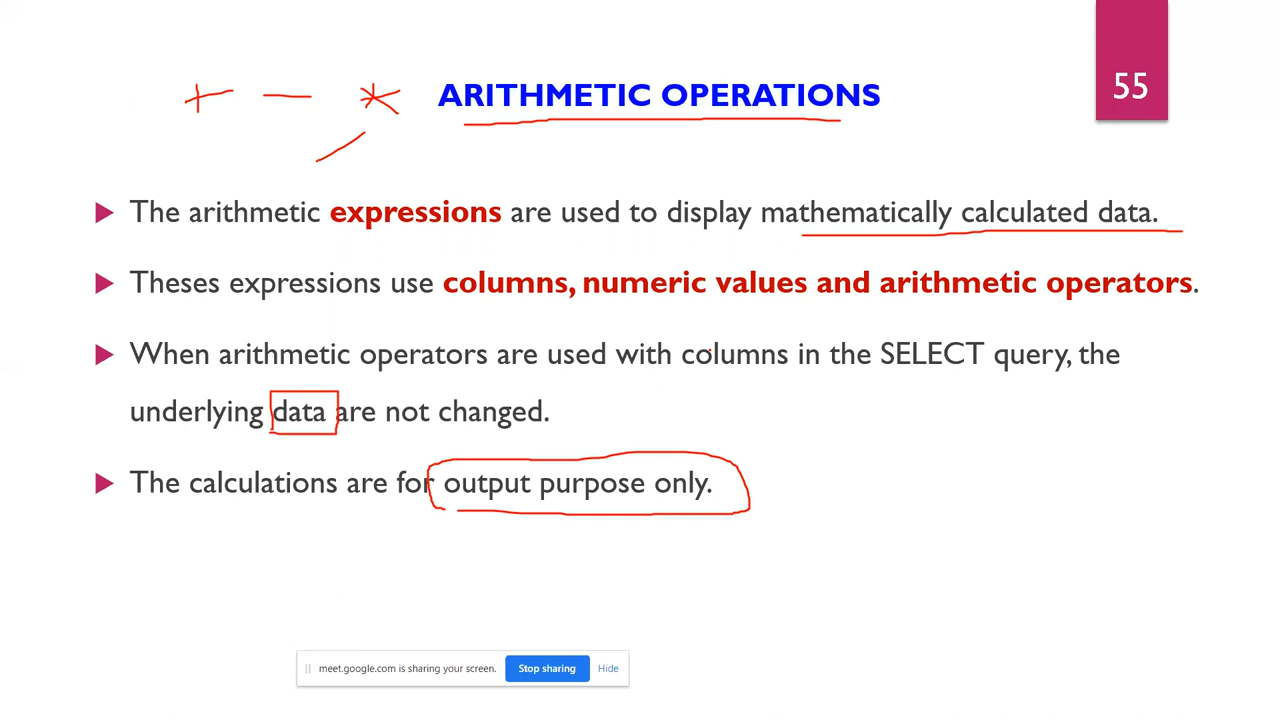 55
+ − * ARITHMETIC OPERATIONS
/
The arithmetic expressions are used to display mathematically calculated data.
Theses expressions use columns, numeric values and arithmetic operators.
When arithmetic operators are used with columns in the SELECT query, the
underlying data are not changed.
The calculations are for output purpose only.
meet.google.com is sharing your screen. Stop sharing Hide